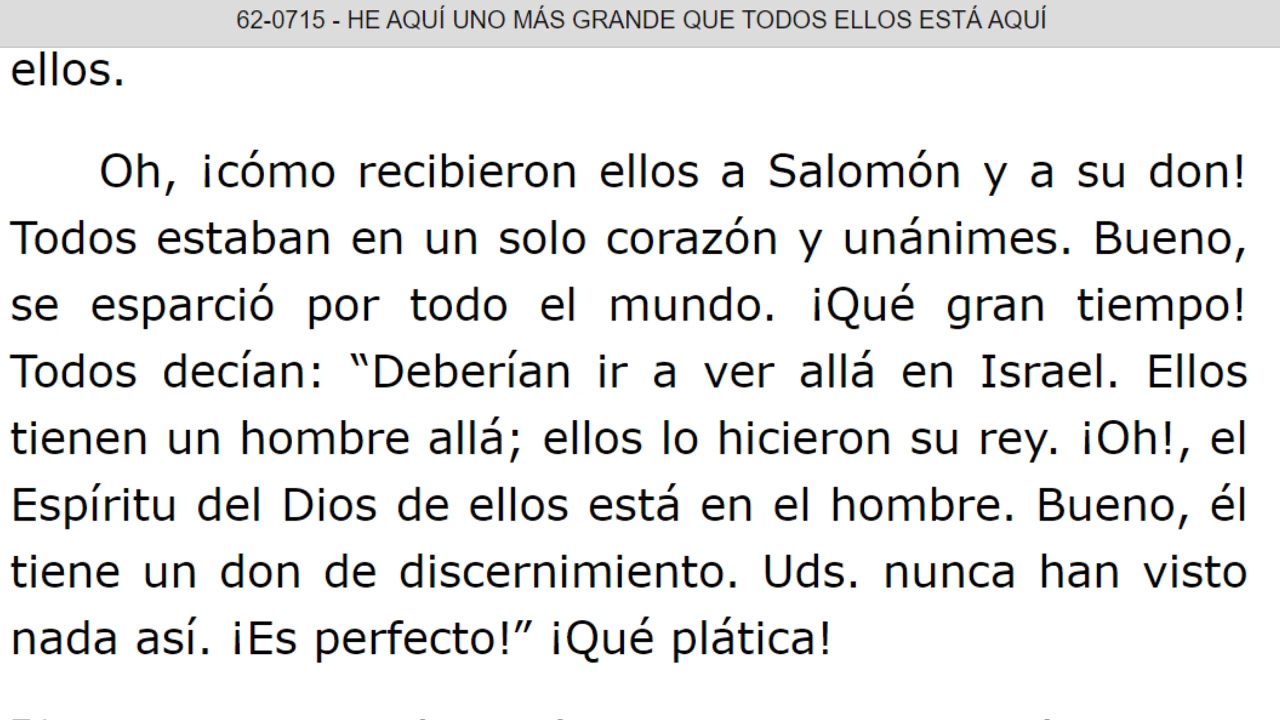 62-0715 - HE AQUÍ UNO MÁS GRANDE QUE TODOS ELLOS ESTÁ AQUÍ
ellos.
Oh, ¡cómo recibieron ellos a Salomón y a su don!
Todos estaban en un solo corazón y unánimes. Bueno,
se esparció por todo el mundo. ¡Qué gran tiempo!
Todos decían: “Deberían ir a ver allá en Israel. Ellos
tienen un hombre allá; ellos lo hicieron su rey. ¡Oh!, el
Espíritu del Dios de ellos está en el hombre. Bueno, él
tiene un don de discernimiento. Uds. nunca han visto
nada así. ¡Es perfecto!” ¡Qué plática!